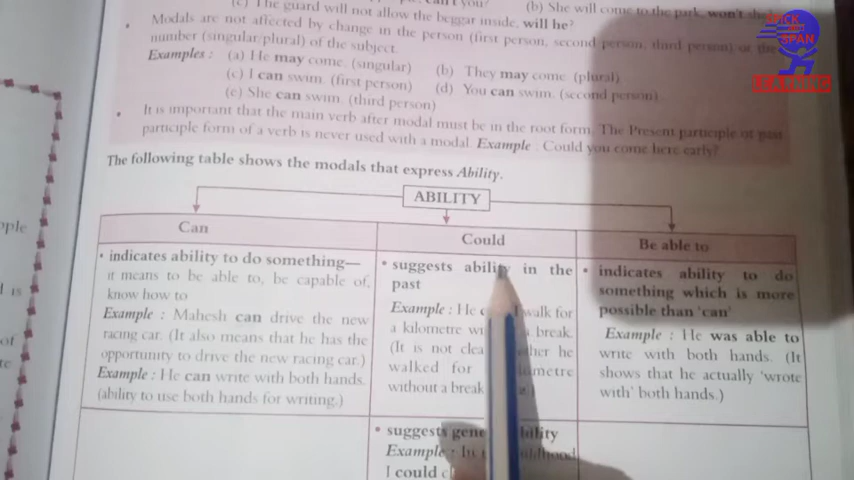 (c) The guard will not allow the beggar inside, will he?
can't you?
(b) She will come to the park, won't she
Modals are not affected by change in the person (first person, second person, third person) or the
number (singular/plural) of the subject.
Examples : (a) He may come. (singular)
(b) They may come (plural)
(c) I can swim. (first person)
(d) You can swim. (second person)
(e) She can swim. (third person)
It is important that the main verb after modal must be in the root form. The Present participle or past
participle form of a verb is never used with a modal. Example : Could you come here early?
The following table shows the modals that express Ability.
ABILITY
Can
• indicates ability to do something—
it means to be able to, be capable of,
know how to
Example : Mahesh can drive the new
racing car. (It also means that he has the
opportunity to drive the new racing car.)
Example : He can write with both hands.
(ability to use both hands for writing.)
Could
• suggests ability in the
past
Example : He walk for
a kilometre break.
(It is not he
walked for
without a break
• suggests
Example : In
I could
Be able to
• indicates ability to do
something which is more
possible than 'can'
Example : He was able to
write with both hands. (It
shows that he actually 'wrote
with' both hands.)
SPAN
LEARNING